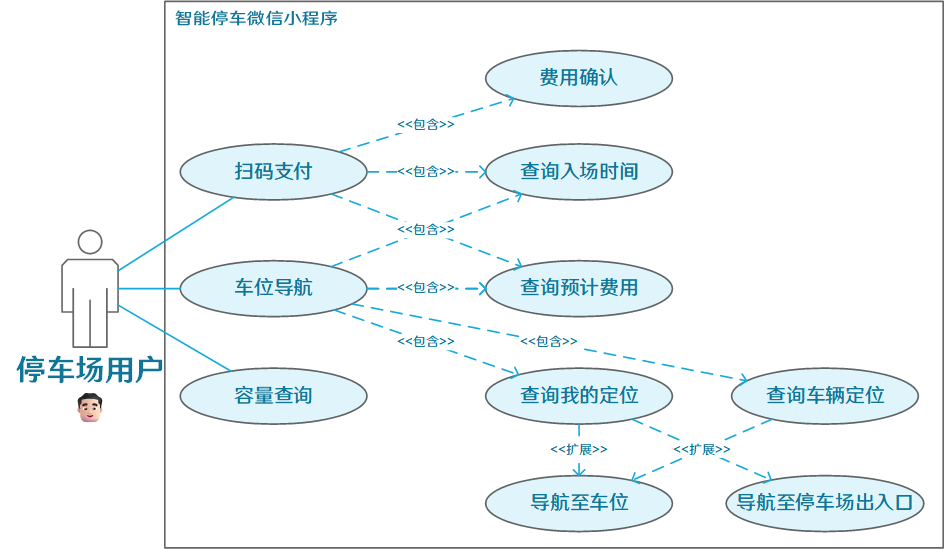 智能停车微信小程序
费用确认
<<包含>>
扫码支付
<<包含>>
查询入场时间
<<包含>>
车位导航
<<包含>>
查询预计费用
<<包含>>
<<包含>>
停车场用户
容量查询
查询我的定位
查询车辆定位
<<扩展>>
<<扩展>>
导航至车位
导航至停车场出入口